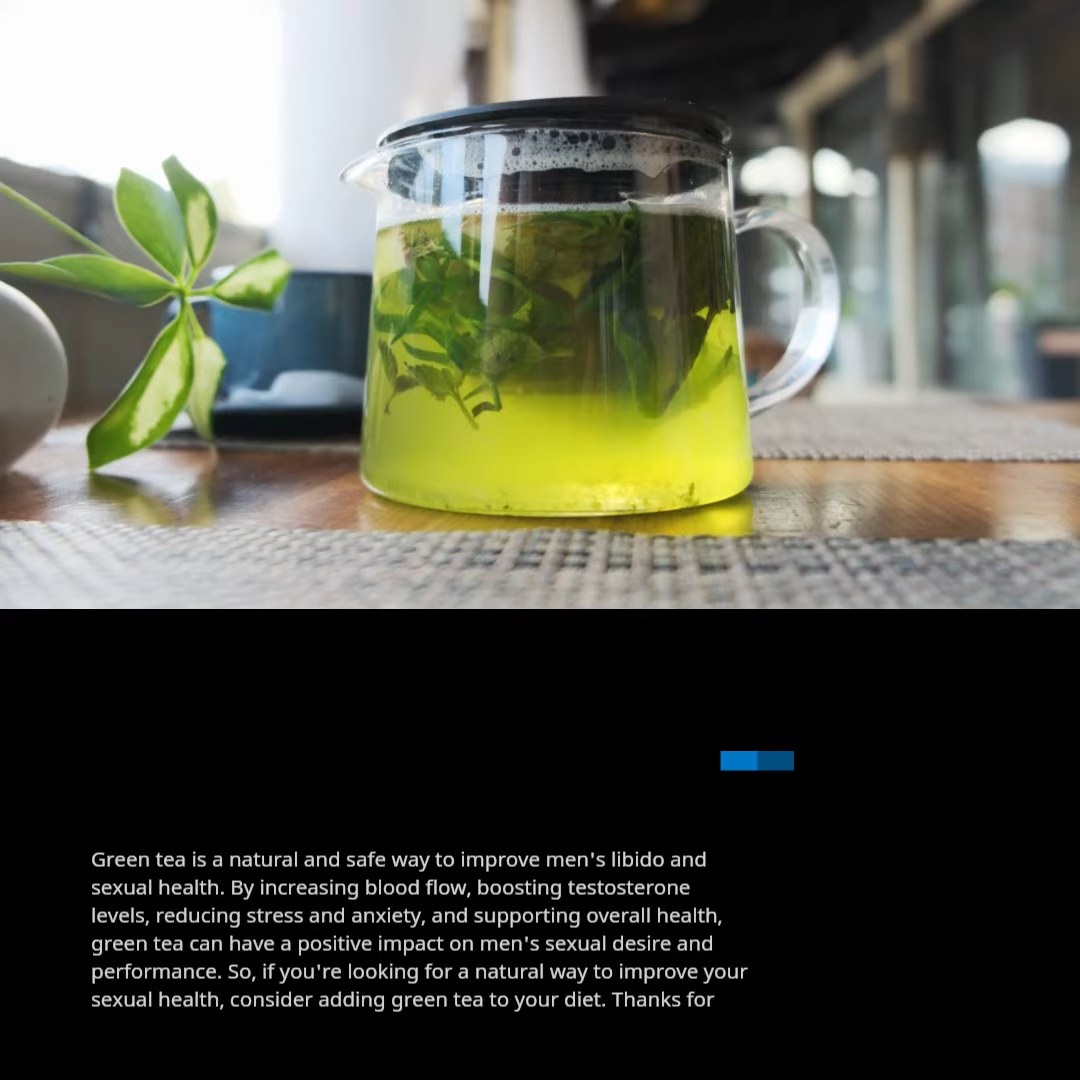 Green tea is a natural and safe way to improve men's libido and
sexual health. By increasing blood flow, boosting testosterone
levels, reducing stress and anxiety, and supporting overall health,
green tea can have a positive impact on men's sexual desire and
performance. So, if you're looking for a natural way to improve your
sexual health, consider adding green tea to your diet. Thanks for